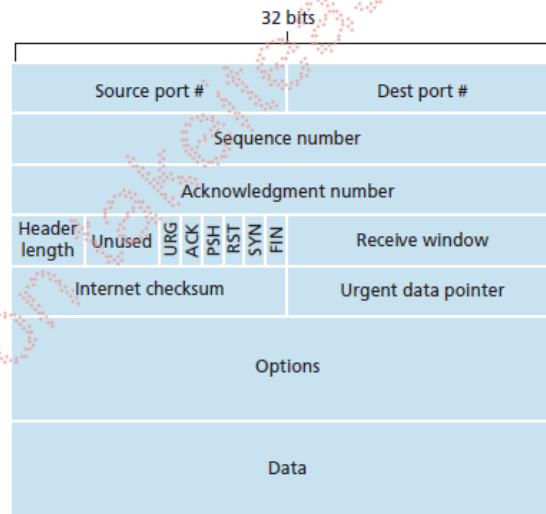 32 bits
Source port # Dest port #
Sequence number
Acknowledgment number
Header length Unused URG ACK PSH RST SYN FIN Receive window
Internet checksum Urgent data pointer
Options
Data